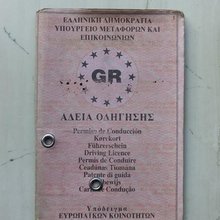 ΕΛΛΗΝΙΚΗ ΔΗΜΟΚΡΑΤΙΑ
ΥΠΟΥΡΓΕΙΟ ΜΕΤΑΦΟΡΩΝ ΚΑΙ
ΕΠΙΚΟΙΝΩΝΙΩΝ
GR
ΑΔΕΙΑ ΟΔΗΓΗΣΗΣ
Permiso de Conducción
Kørekort
Führerschein
Driving Licence
Permis de Conduire
Ceadúnas Tiomána
Patente di guida
Carta de Condução
Υπόδειγμα
ΕΥΡΩΠΑΪΚΩΝ ΚΟΙΝΟΤΗΤΩΝ